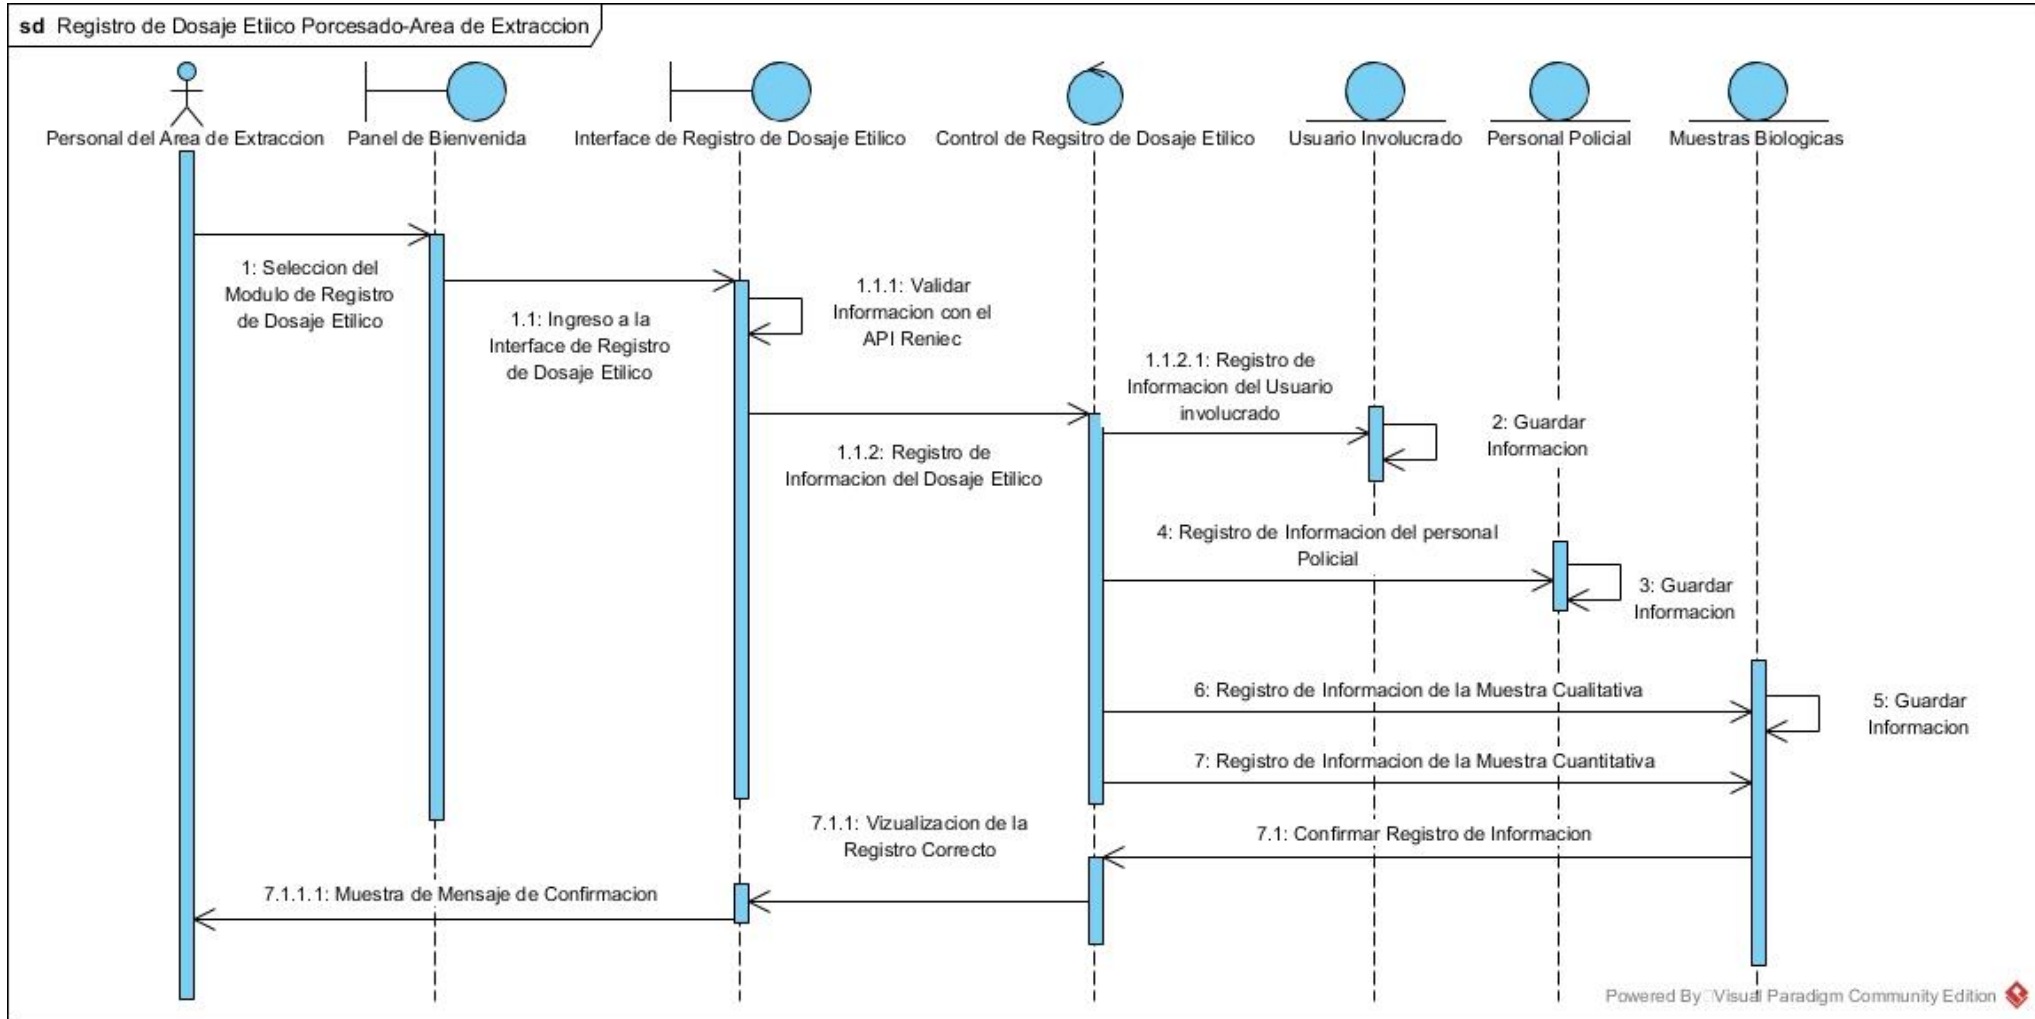 sd Registro de Dosaje Etiico Porcesado-Area de Extraccion
Personal del Area de Extraccion
Panel de Bienvenida
Interface de Registro de Dosaje Etilico
Control de Regsitro de Dosaje Etilico
Usuario Involucrado
Personal Policial
Muestras Biologicas
1: Seleccion del
Modulo de Registro
de Dosaje Etilico
1.1: Ingreso a la
Interface de Registro
de Dosaje Etilico
1.1.1: Validar
Informacion con el
API Reniec
1.1.2: Registro de
Informacion del Dosaje Etilico
1.1.2.1: Registro de
Informacion del Usuario
involucrado
2: Guardar
Informacion
4: Registro de Informacion del personal
Policial
3: Guardar
Informacion
6: Registro de Informacion de la Muestra Cualitativa
5: Guardar
Informacion
7: Registro de Informacion de la Muestra Cuantitativa
7.1: Confirmar Registro de Informacion
7.1.1: Vizualizacion de la
Registro Correcto
7.1.1.1: Muestra de Mensaje de Confirmacion
Powered By Visual Paradigm Community Edition